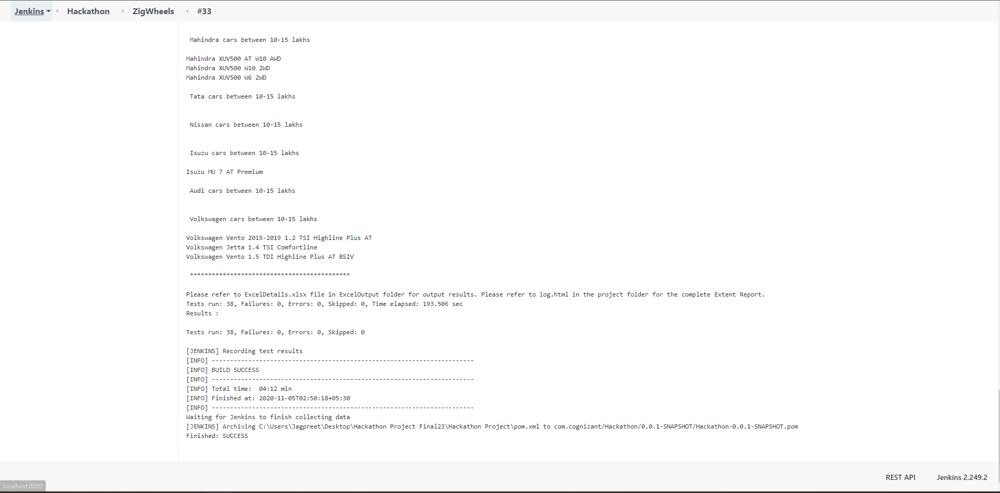 Jenkins Hackathon ZigWheels #33
Mahindra cars between 10-15 lakhs
Mahindra XUV500 AT W10 AWD
Mahindra XUV500 W10 2WD
Mahindra XUV500 W6 2WD
Tata cars between 10-15 lakhs
Nissan cars between 10-15 lakhs
Isuzu cars between 10-15 lakhs
Isuzu MU 7 AT Premium
Audi cars between 10-15 lakhs
Volkswagen cars between 10-15 lakhs
Volkswagen Vento 2015-2019 1.2 TSI Highline Plus AT
Volkswagen Jetta 1.4 TSI Comfortline
Volkswagen Vento 1.5 TDI Highline Plus AT BSIV
********************************************
Please refer to ExcelDetails.xlsx file in ExcelOutput folder for output results. Please refer to log.html in the project folder for the complete Extent Report.
Tests run: 38, Failures: 0, Errors: 0, Skipped: 0, Time elapsed: 193.506 sec
Results :
Tests run: 38, Failures: 0, Errors: 0, Skipped: 0
[JENKINS] Recording test results
[INFO] ------------------------------------------------------------------------
[INFO] BUILD SUCCESS
[INFO] ------------------------------------------------------------------------
[INFO] Total time:  04:12 min
[INFO] Finished at: 2020-11-05T02:50:18+05:30
[INFO] ------------------------------------------------------------------------
Waiting for Jenkins to finish collecting data
[JENKINS] Archiving C:\Users\Jagpreet\Desktop\Hackathon Project Final23\Hackathon Project\pom.xml to com.cognizant/Hackathon/0.0.1-SNAPSHOT/Hackathon-0.0.1-SNAPSHOT.pom
Finished: SUCCESS
REST API Jenkins 2.249.2
localhost:8080